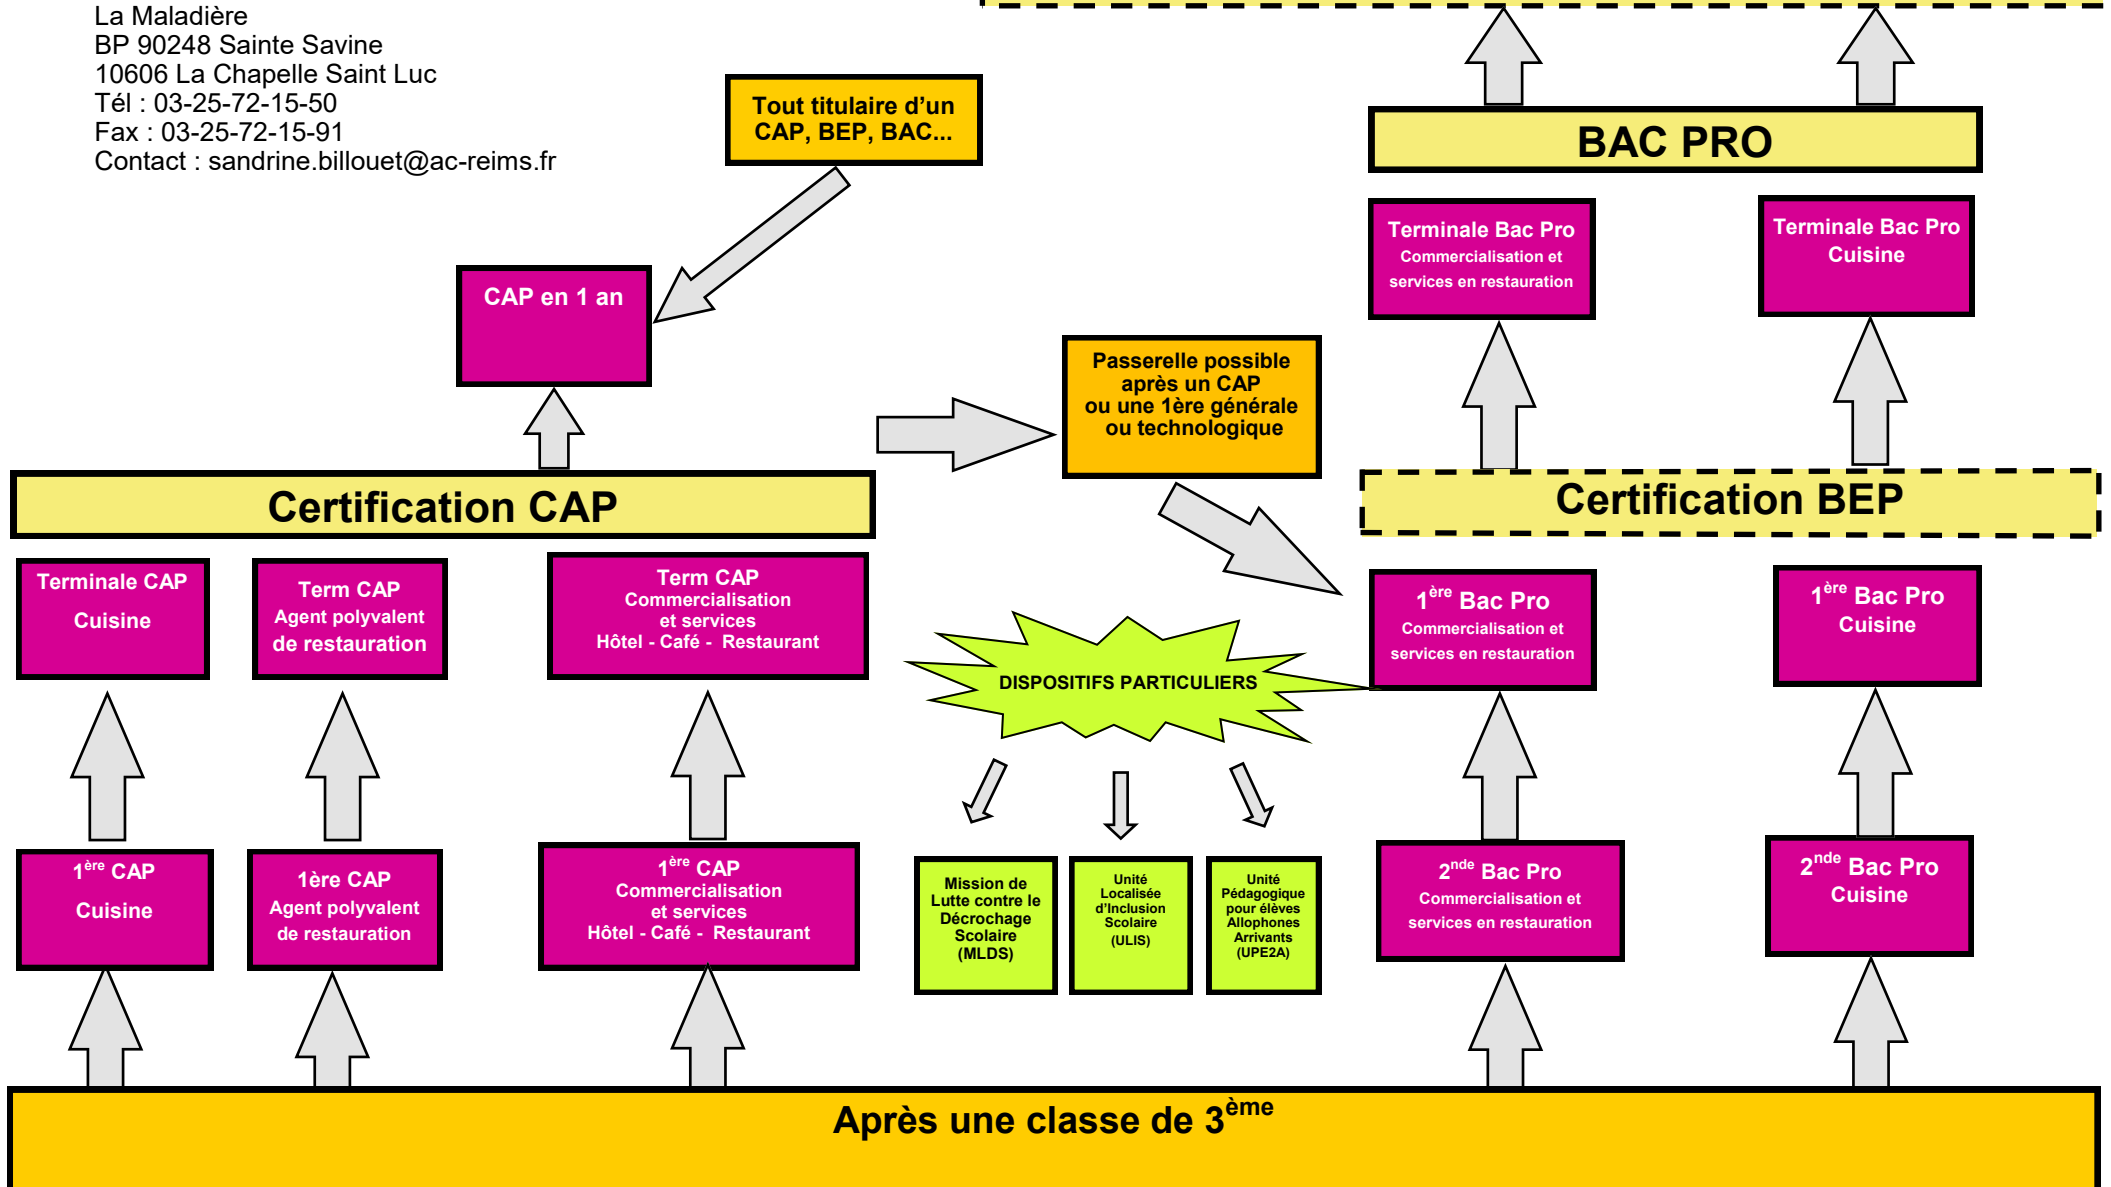 La Maladière
BP 90248 Sainte Savine
10606 La Chapelle Saint Luc
Tél : 03-25-72-15-50
Fax : 03-25-72-15-91
Contact : sandrine.billouet@ac-reims.fr
Tout titulaire d’un
CAP, BEP, BAC...
BAC PRO
Terminale Bac Pro
Commercialisation et
services en restauration
Terminale Bac Pro
Cuisine
CAP en 1 an
Passerelle possible
après un CAP
ou une 1ère générale
ou technologique
Certification CAP
Certification BEP
Terminale CAP
Cuisine
Term CAP
Agent polyvalent
de restauration
Term CAP
Commercialisation
et services
Hôtel - Café - Restaurant
1ère Bac Pro
Commercialisation et
services en restauration
1ère Bac Pro
Cuisine
DISPOSITIFS PARTICULIERS
1ère CAP
Cuisine
1ère CAP
Agent polyvalent
de restauration
1ère CAP
Commercialisation
et services
Hôtel - Café - Restaurant
Mission de
Lutte contre le
Décrochage
Scolaire
(MLDS)
Unité
Localisée
d’Inclusion
Scolaire
(ULIS)
Unité
Pédagogique
pour élèves
Allophones
Arrivants
(UPE2A)
2nde Bac Pro
Commercialisation et
services en restauration
2nde Bac Pro
Cuisine
Après une classe de 3ème